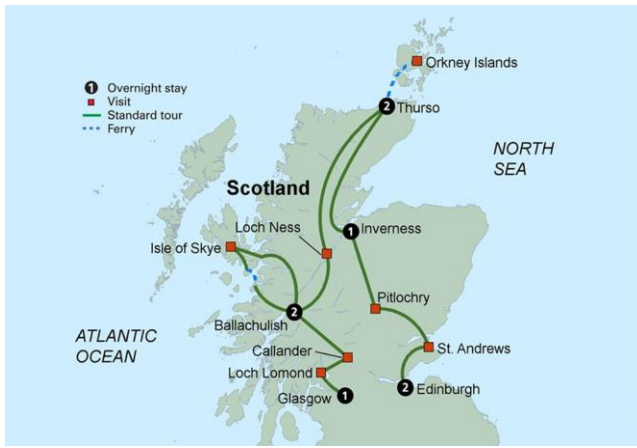 Orkney Islands
1 Overnight stay
Visit
Standard tour
Ferry
2
Thurso
NORTH
SEA
Scotland
Loch Ness
1
Inverness
Isle of Skye
Pitlochry
2
Ballachulish
ATLANTIC
OCEAN
Callander
St. Andrews
Loch Lomond
2
Edinburgh
Glasgow
1